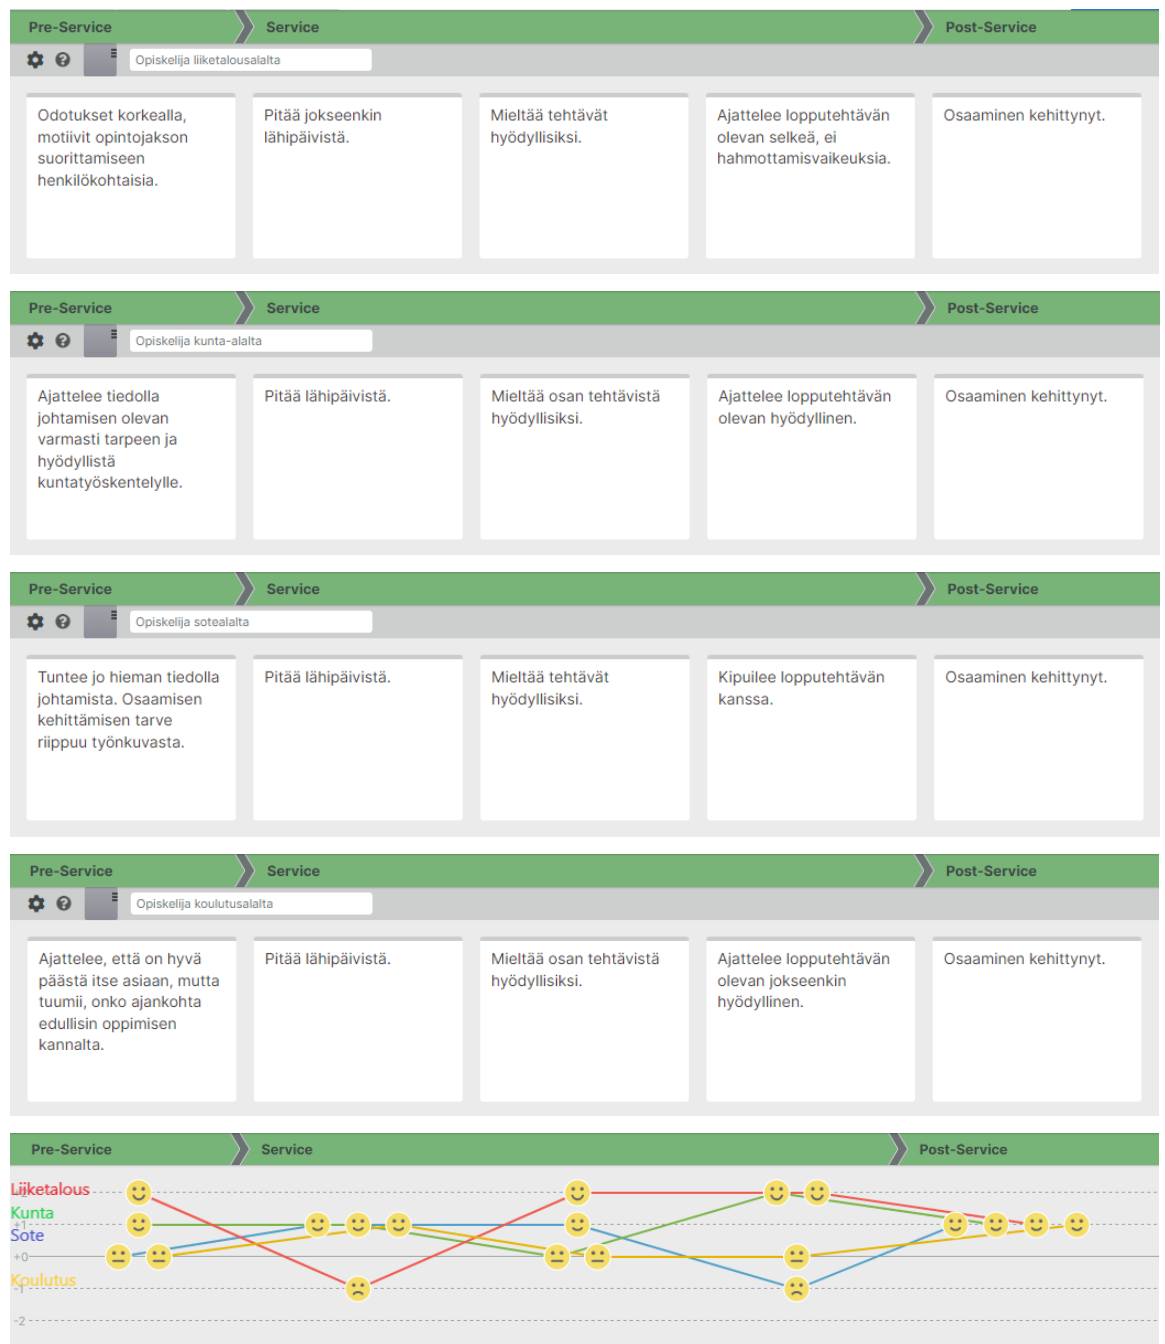 Pre-Service
Service
Post-Service
Opiskelija liiketalousalalta
Odotukset korkealla,
motiivit opintojakson
suorittamiseen
henkilökohtaisia.
Pitää jokseenkin
lähipäivistä.
Mieltää tehtävät
hyödyllisiksi.
Ajattelee lopputehtävän
olevan selkeä, ei
hahmottamisvaikeuksia.
Osaaminen kehittynyt.
Pre-Service
Service
Post-Service
Opiskelija kunta-alalta
Ajattelee tiedolla
johtamisen olevan
varmasti tarpeen ja
hyödyllistä
kuntatyöskentelylle.
Pitää lähipäivistä.
Mieltää osan tehtävistä
hyödyllisiksi.
Ajattelee lopputehtävän
olevan hyödyllinen.
Osaaminen kehittynyt.
Pre-Service
Service
Post-Service
Opiskelija sotealalta
Tuntee jo hieman tiedolla
johtamista. Osaamisen
kehittämisen tarve
riippuu työnkuvasta.
Pitää lähipäivistä.
Mieltää tehtävät
hyödyllisiksi.
Kipuilee lopputehtävän
kanssa.
Osaaminen kehittynyt.
Pre-Service
Service
Post-Service
Opiskelija koulutusalalta
Ajattelee, että on hyvä
päästä itse asiaan, mutta
tuumii, onko ajankohta
edullisin oppimisen
kannalta.
Pitää lähipäivistä.
Mieltää osan tehtävistä
hyödyllisiksi.
Ajattelee lopputehtävän
olevan jokseenkin
hyödyllinen.
Osaaminen kehittynyt.
Pre-Service
Service
Post-Service
Liiketalous
Kunta
+1
Sote
+0
Koulutus
-1
-2